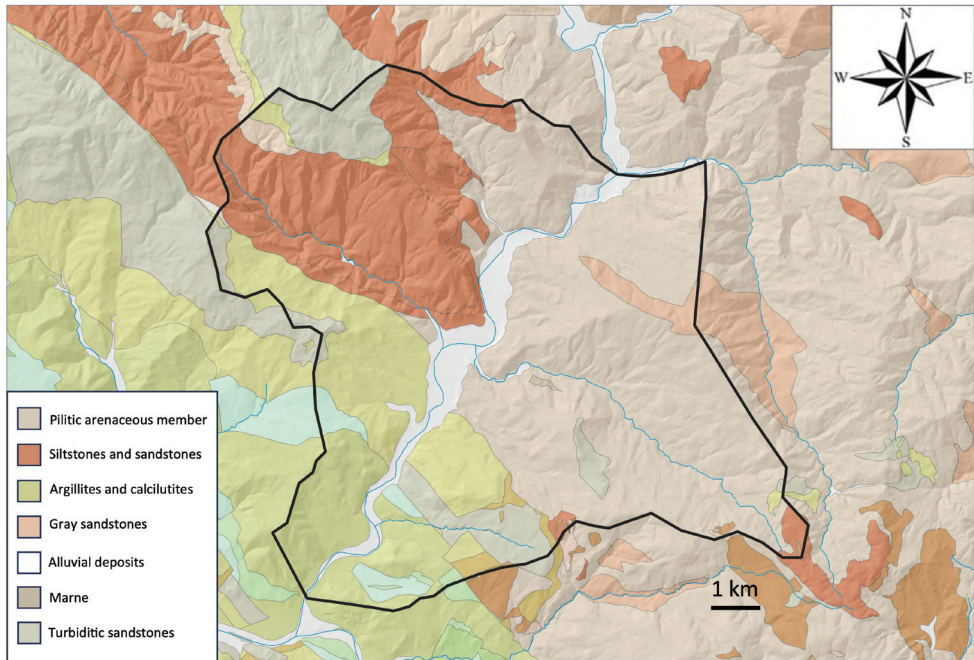 N
W
E
S
Pilitic arenaceous member
Siltstones and sandstones
Argillites and calcilutites
Gray sandstones
Alluvial deposits
Marne
Turbiditic sandstones
1 km